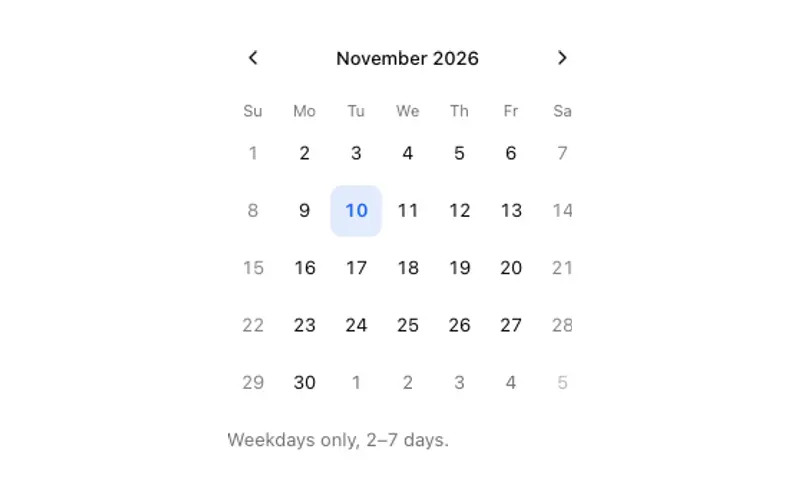 November 2026
Su Mo Tu We Th Fr Sa
1 2 3 4 5 6 7
8 9 10 11 12 13 14
15 16 17 18 19 20 21
22 23 24 25 26 27 28
29 30 1 2 3 4 5
Weekdays only, 2–7 days.